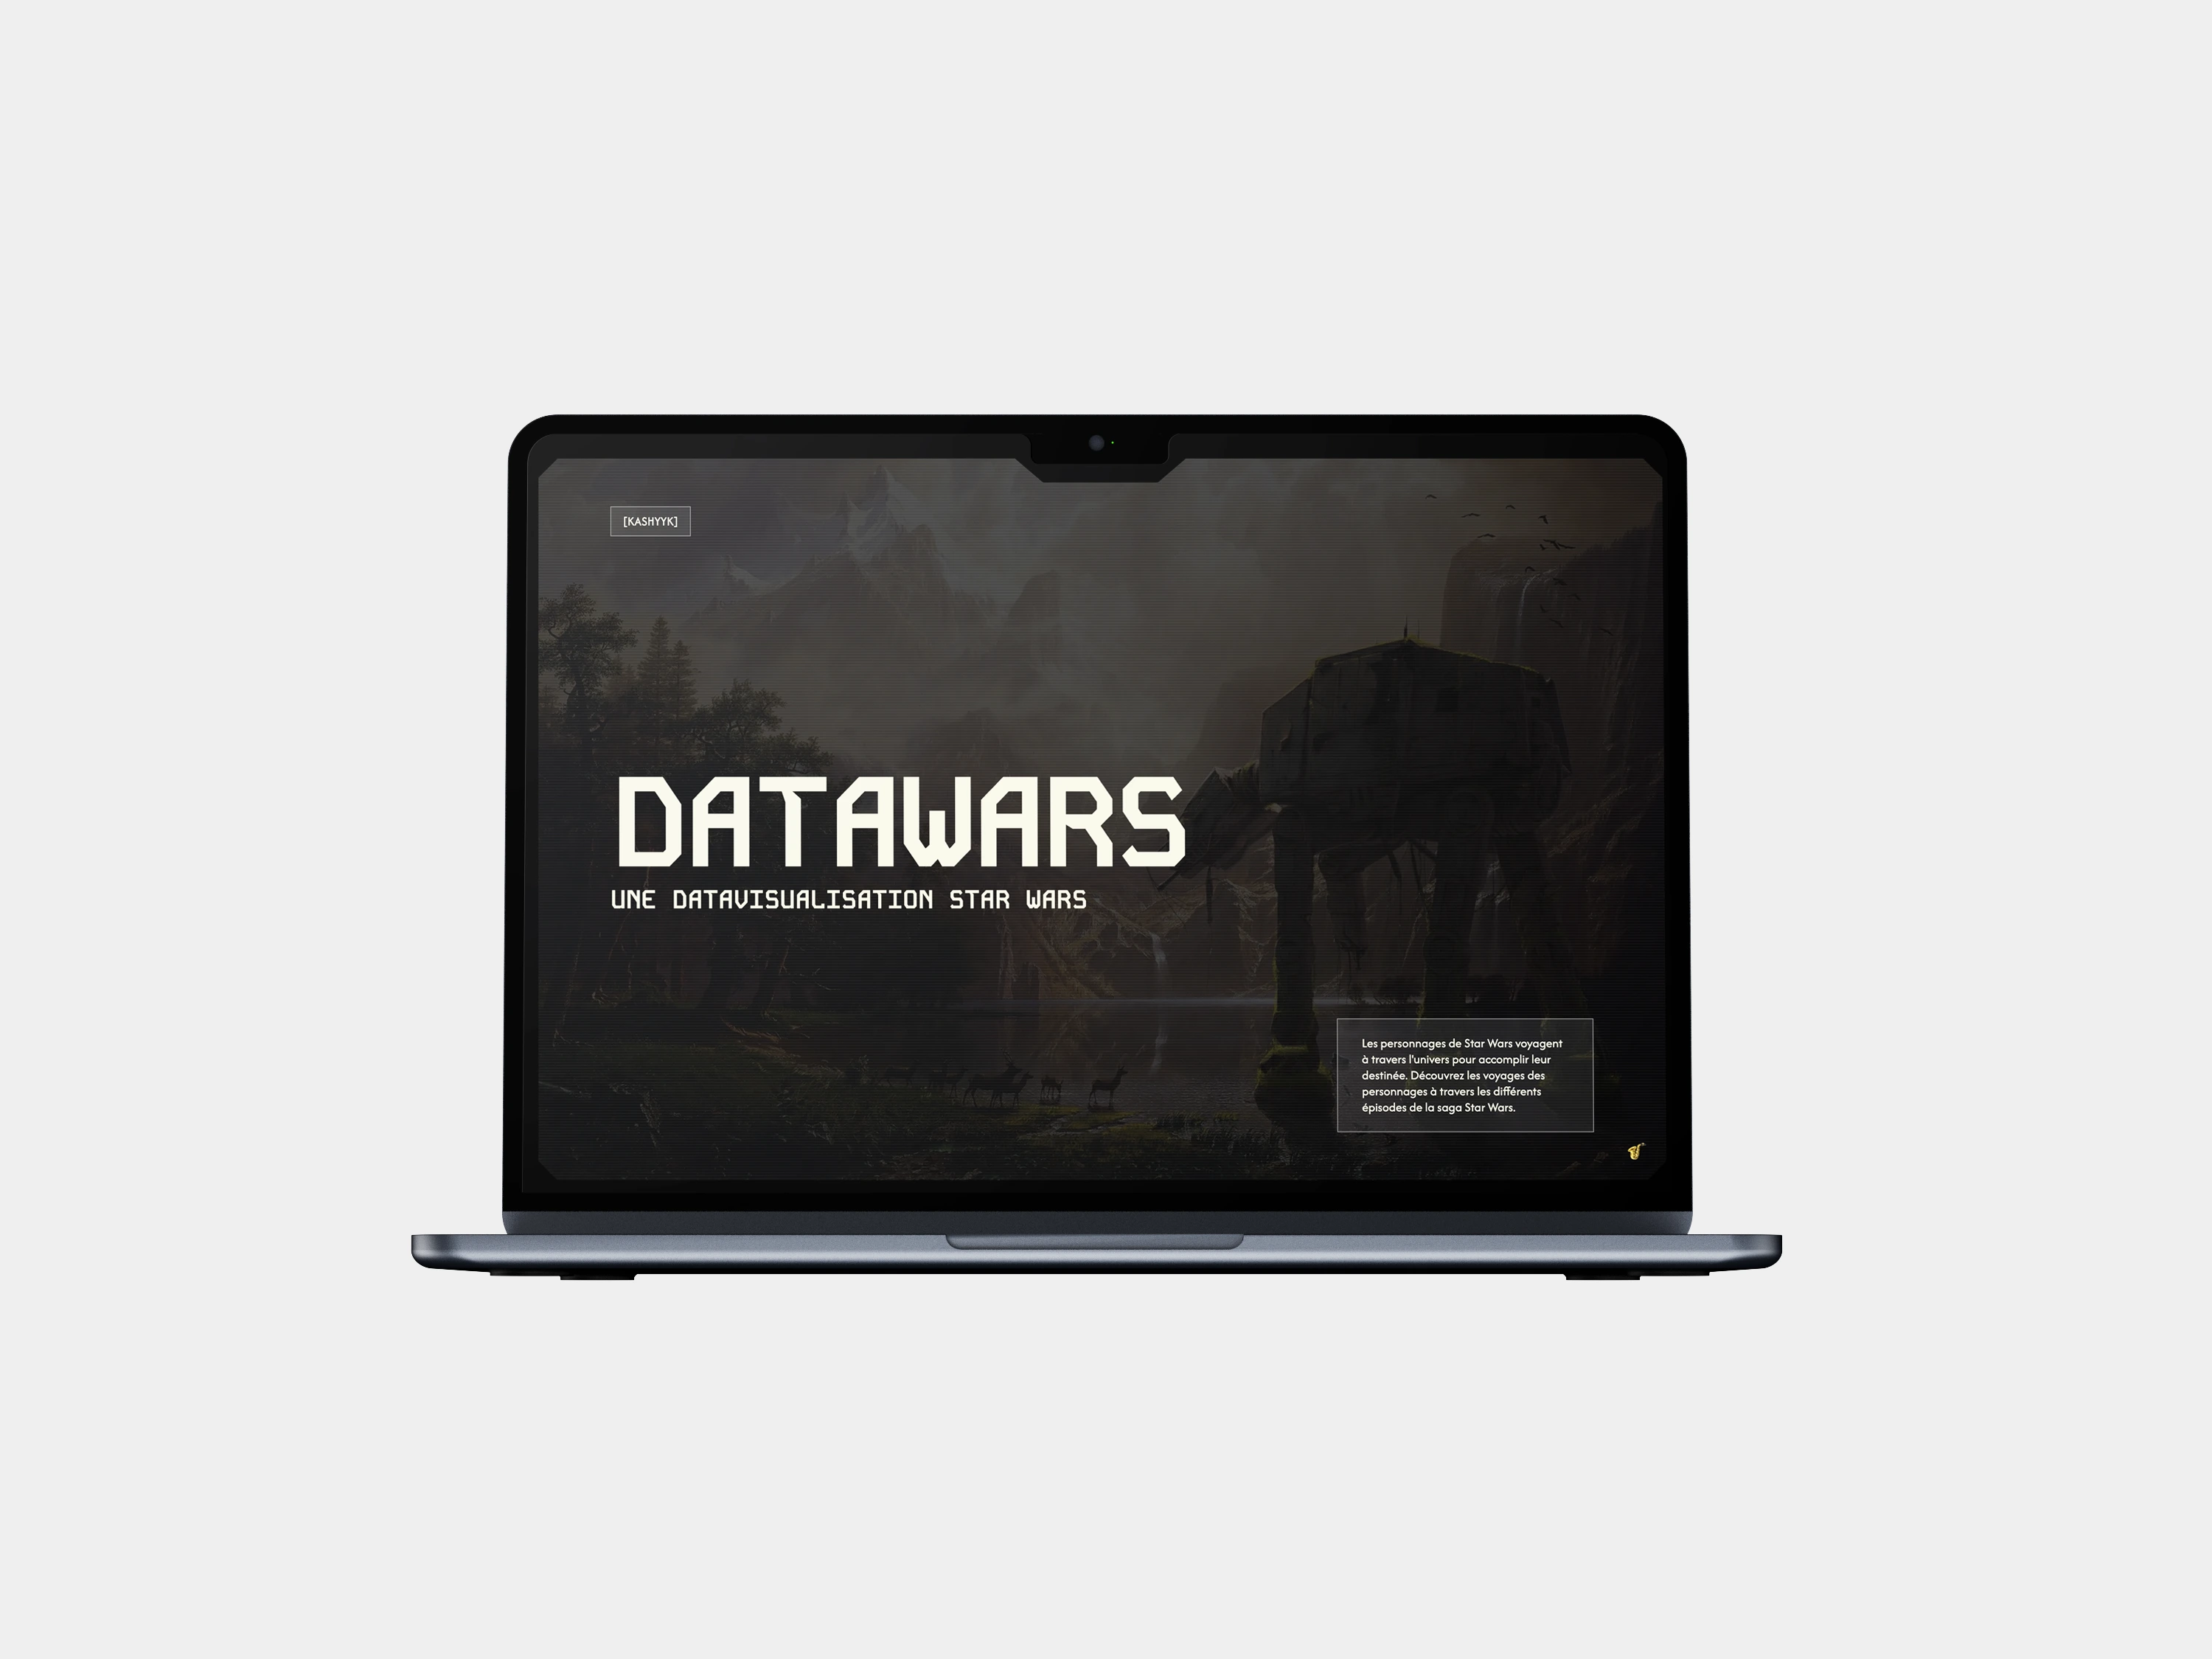 [KASHYYK]
DATAWARS
UNE DATAVISUALISATION STAR WARS
Les personnages de Star Wars voyagent
à travers l'univers pour accomplir leur
destinée. Découvrez les voyages des
personnages à travers les différents
épisodes de la saga Star Wars.